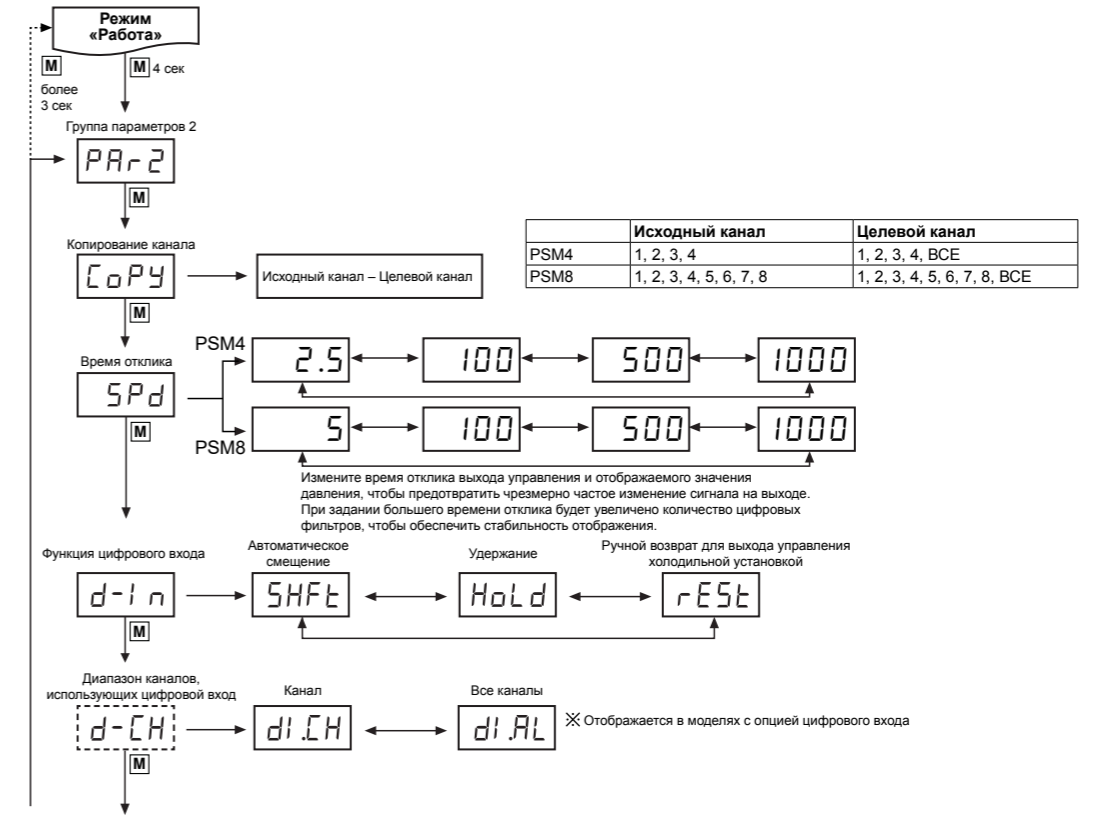 Режим
«Работа»
M
M 4 сек
более
3 сек
Группа параметров 2
PAr2
M
Копирование канала
CoPY
Исходный канал – Целевой канал
Исходный канал Целевой канал
PSM4 1, 2, 3, 4 1, 2, 3, 4, ВСЕ
PSM8 1, 2, 3, 4, 5, 6, 7, 8 1, 2, 3, 4, 5, 6, 7, 8, ВСЕ
M
Время отклика
SPd
PSM4
2.5 100 500 1000
PSM8
5 100 500 1000
M
Измените время отклика выхода управления и отображаемого значения
давления, чтобы предотвратить чрезмерно частое изменение сигнала на выходе.
При задании большего времени отклика будет увеличено количество цифровых
фильтров, чтобы обеспечить стабильность отображения.
Функция цифрового входа
d-In
Автоматическое
смещение
SHFt
Удержание
HoLd
Ручной возврат для выхода управления
холодильной установкой
rESt
M
Диапазон каналов,
использующих цифровой вход
d-CH
Канал
dI.CH
Все каналы
dI.AL
※ Отображается в моделях с опцией цифрового входа
M